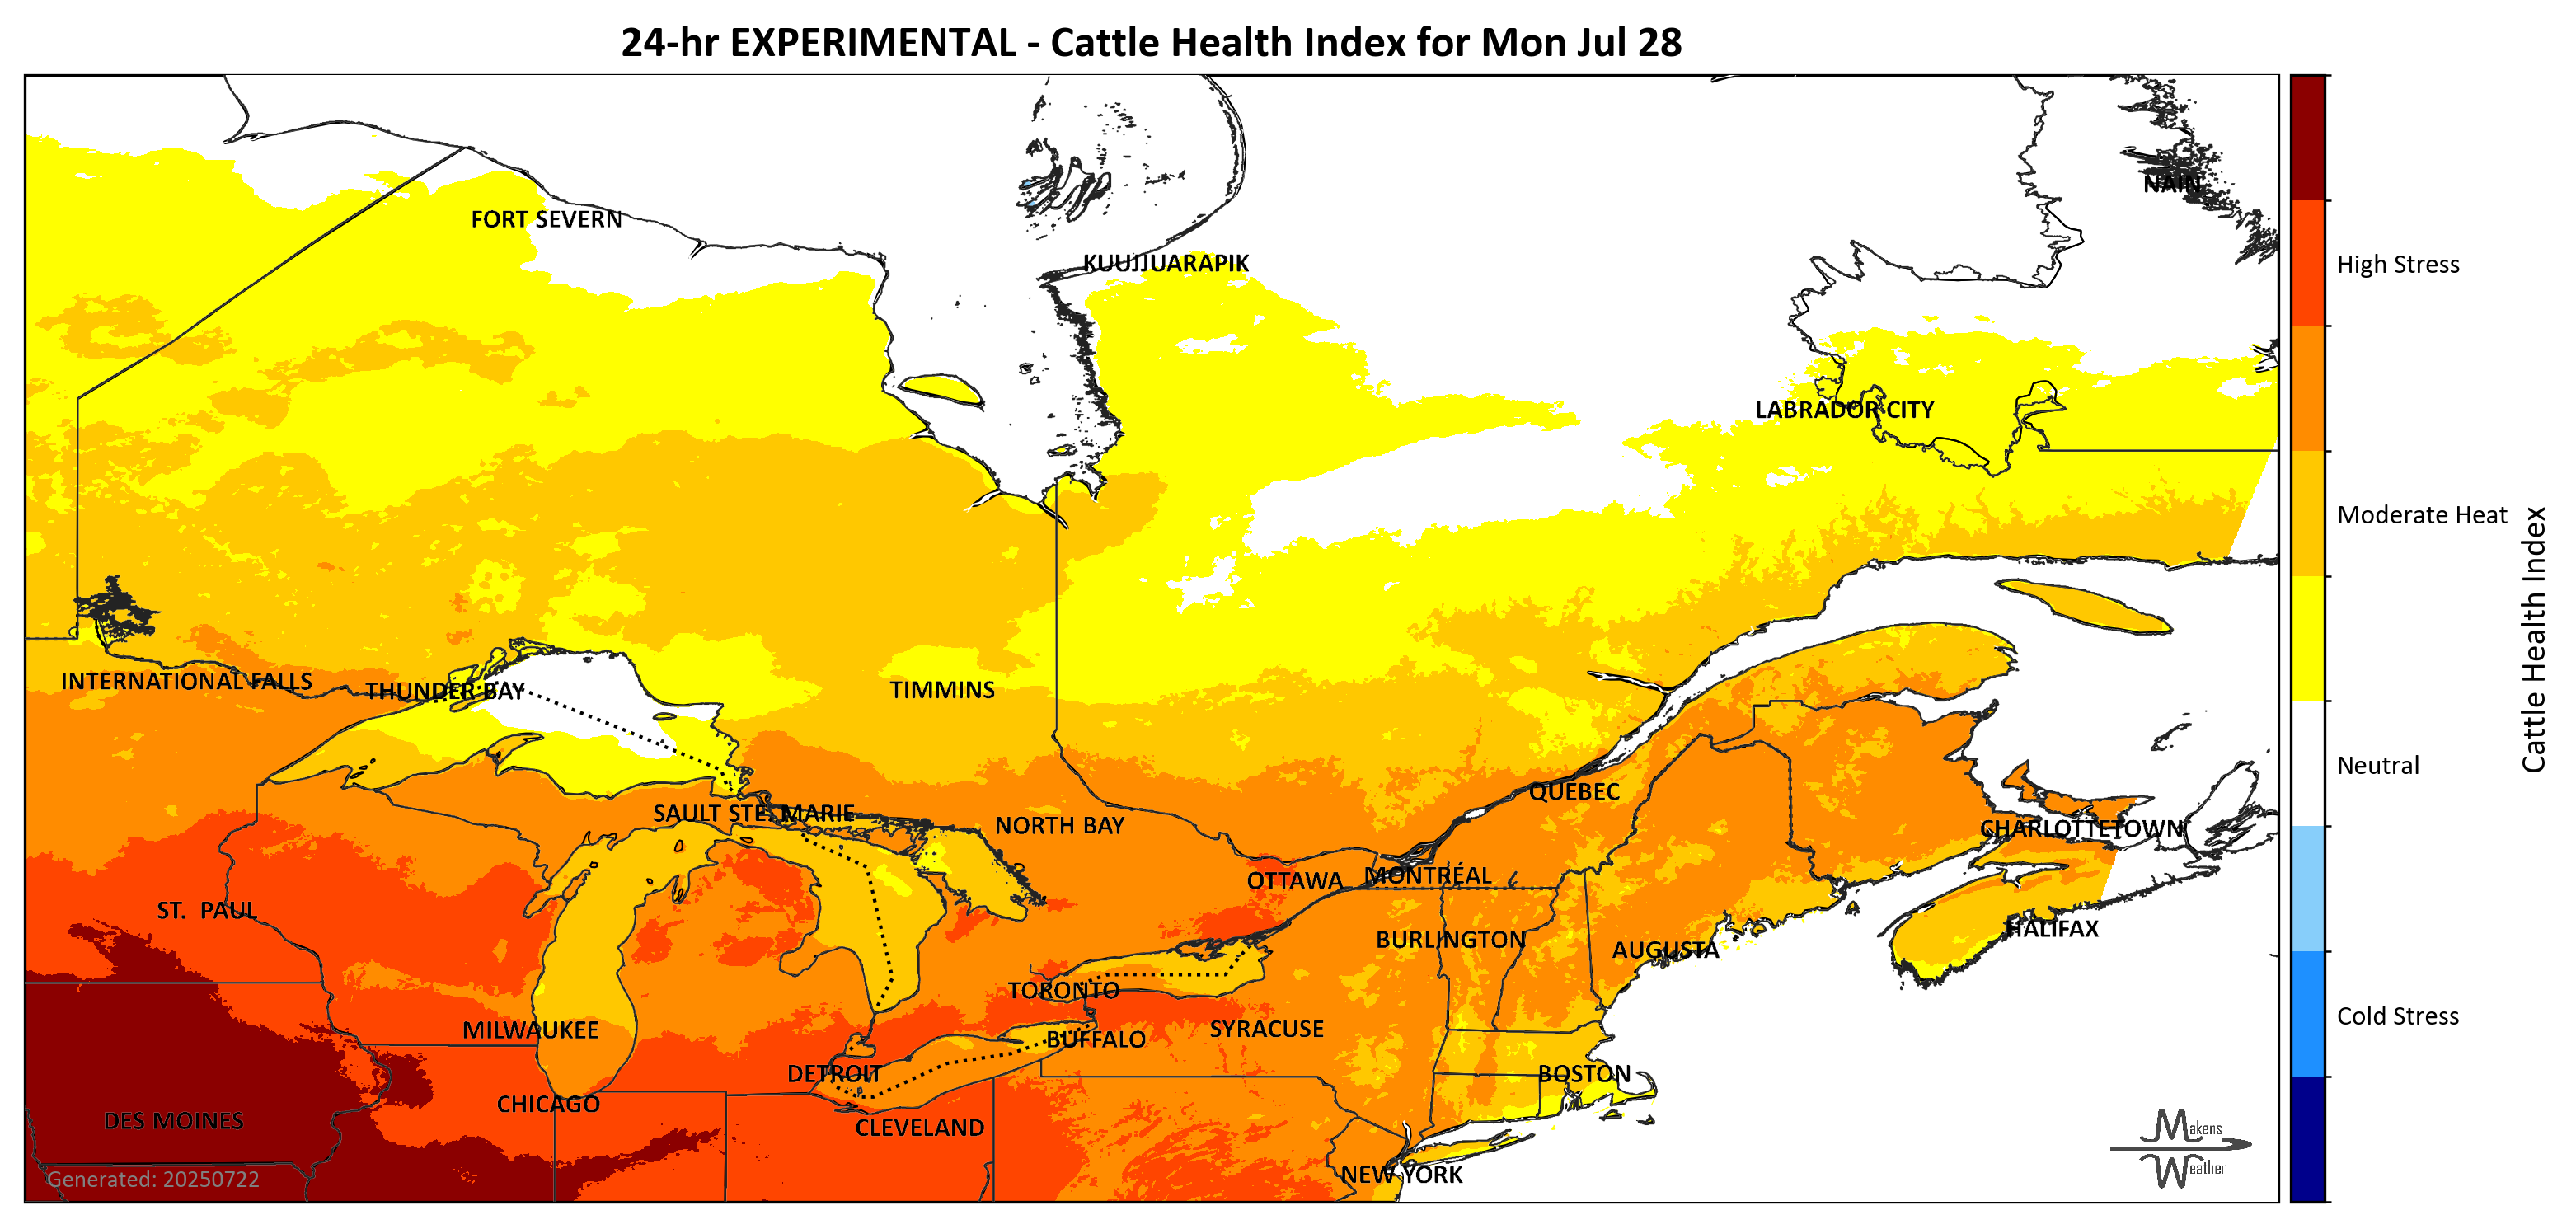 24-hr EXPERIMENTAL - Cattle Health Index for Mon Jul 28
NAIN
FORT SEVERN
KUUJJUARAPIK
High Stress
LABRADOR CITY
Moderate Heat
Cattle Health Index
INTERNATIONAL FALLS
THUNDER BAY
TIMMINS
Neutral
QUEBEC
SAULT STE. MARIE
NORTH BAY
CHARLOTTETOWN
OTTAWA
MONTRÉAL
ST. PAUL
HALIFAX
BURLINGTON
AUGUSTA
TORONTO
Cold Stress
MILWAUKEE
SYRACUSE
BUFFALO
DETROIT
BOSTON
CHICAGO
DES MOINES
CLEVELAND
Makens
Weather
NEW YORK
Generated: 20250722